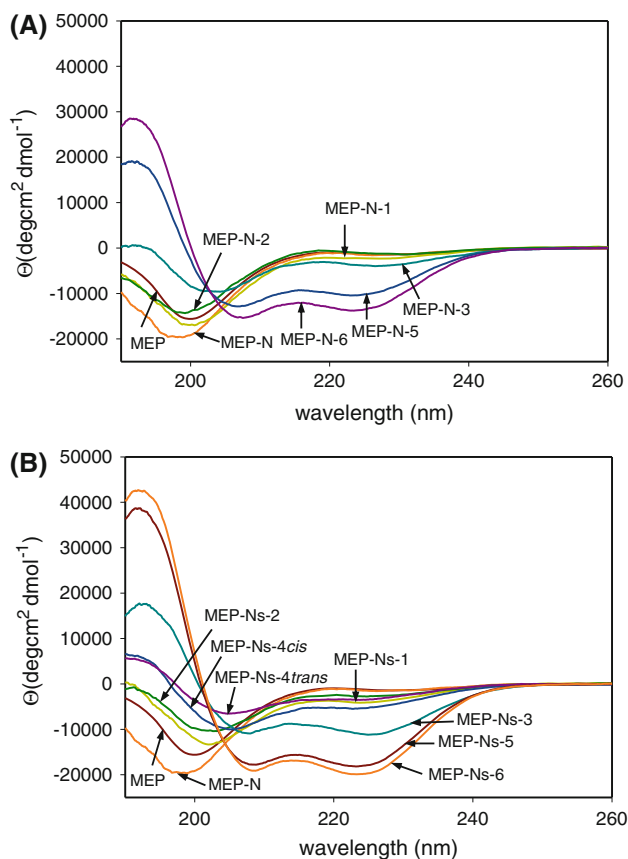 (A)
50000
40000
30000
20000
10000
0
-10000
-20000
Θ(degcm² dmol⁻¹)
MEP-N-2
MEP-N-1
MEP-N-3
MEP
MEP-N
MEP-N-6
MEP-N-5
200 220 240 260
wavelength (nm)
(B)
50000
40000
30000
20000
10000
0
-10000
-20000
Θ(degcm² dmol⁻¹)
MEP-Ns-2
MEP-Ns-4cis
MEP-Ns-4trans
MEP-Ns-1
MEP-Ns-3
MEP-Ns-5
MEP
MEP-N
MEP-Ns-6
200 220 240 260
wavelength (nm)